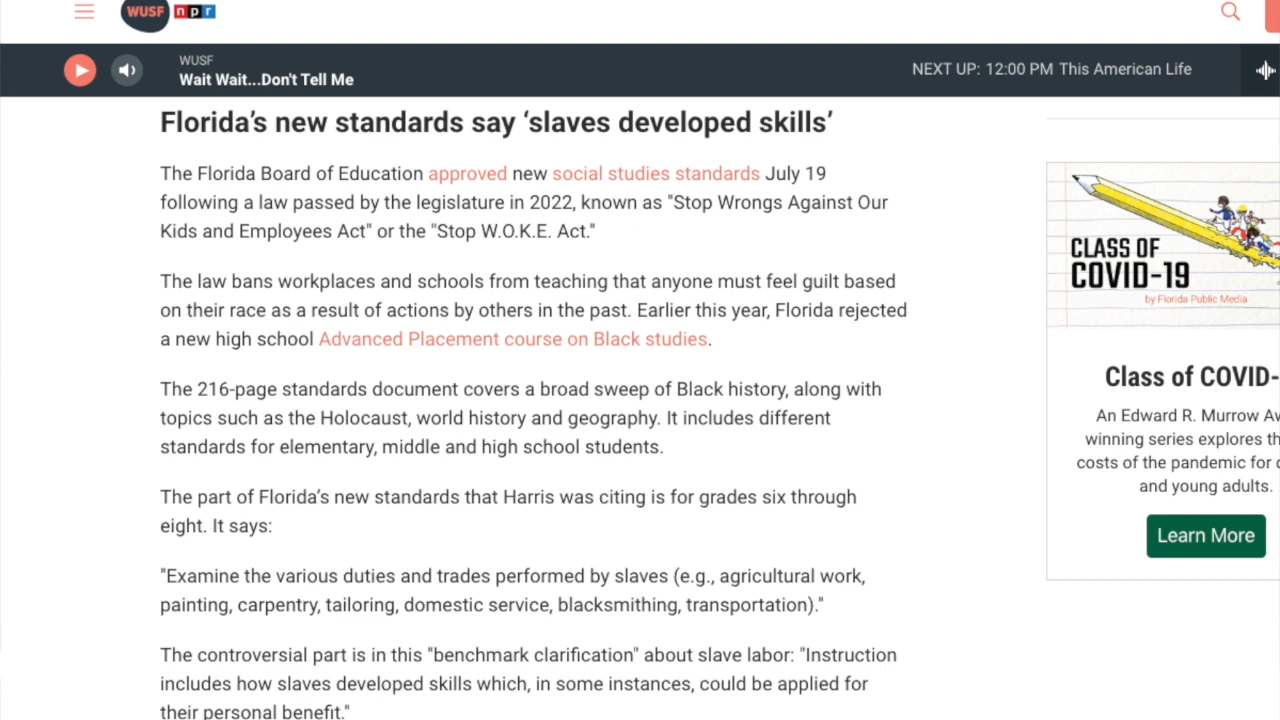 WUSF npr
WUSF
Wait Wait...Don't Tell Me
NEXT UP: 12:00 PM This American Life
Florida’s new standards say ‘slaves developed skills’
The Florida Board of Education approved new social studies standards July 19
following a law passed by the legislature in 2022, known as "Stop Wrongs Against Our
Kids and Employees Act" or the "Stop W.O.K.E. Act."
The law bans workplaces and schools from teaching that anyone must feel guilt based
on their race as a result of actions by others in the past. Earlier this year, Florida rejected
a new high school Advanced Placement course on Black studies.
The 216-page standards document covers a broad sweep of Black history, along with
topics such as the Holocaust, world history and geography. It includes different
standards for elementary, middle and high school students.
The part of Florida’s new standards that Harris was citing is for grades six through
eight. It says:
"Examine the various duties and trades performed by slaves (e.g., agricultural work,
painting, carpentry, tailoring, domestic service, blacksmithing, transportation)."
The controversial part is in this "benchmark clarification" about slave labor: "Instruction
includes how slaves developed skills which, in some instances, could be applied for
their personal benefit."
CLASS OF
COVID-19
by Florida Public Media
Class of COVID-
An Edward R. Murrow
winning series explores
costs of the pandemic for
and young adults.
Learn More